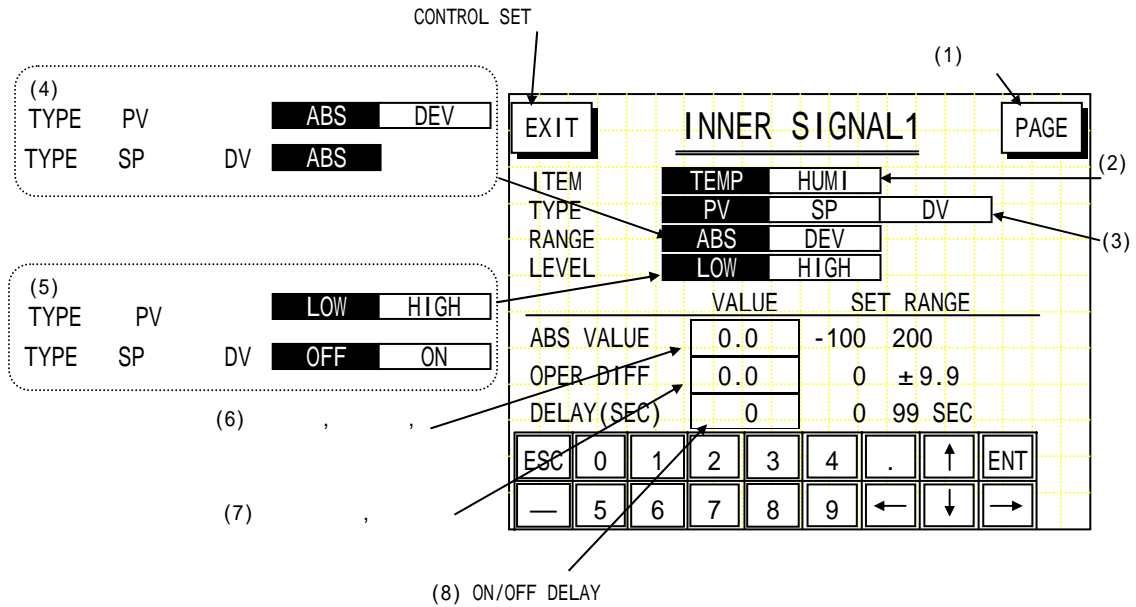 CONTROL SET
(1)
(4)
TYPE PV ABS DEV
TYPE SP DV ABS
EXIT INNER SIGNAL1 PAGE
(2)
ITEM TEMP HUMI
TYPE PV SP DV
(3)
RANGE ABS DEV
LEVEL LOW HIGH
(5)
TYPE PV LOW HIGH
TYPE SP DV OFF ON
VALUE SET RANGE
ABS VALUE 0.0 -100 200
OPER DIFF 0.0 0 ±9.9
DELAY(SEC) 0 0 99 SEC
(6) , ,
ESC 0 1 2 3 4 . ↑ ENT
(7) ,
— 5 6 7 8 9 ← ↓ →
(8) ON/OFF DELAY